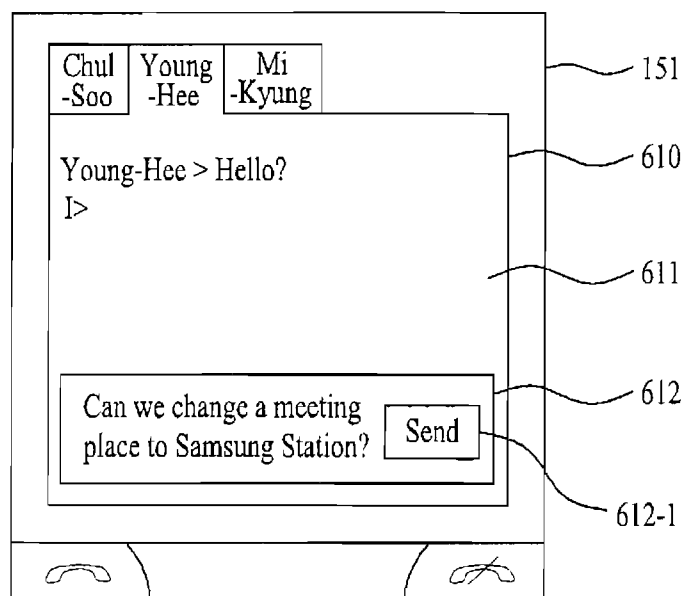 Chul
-Soo
Young
-Hee
Mi
-Kyung
151
610
Young-Hee > Hello?
I>
611
612
Can we change a meeting
place to Samsung Station?
Send
612-1